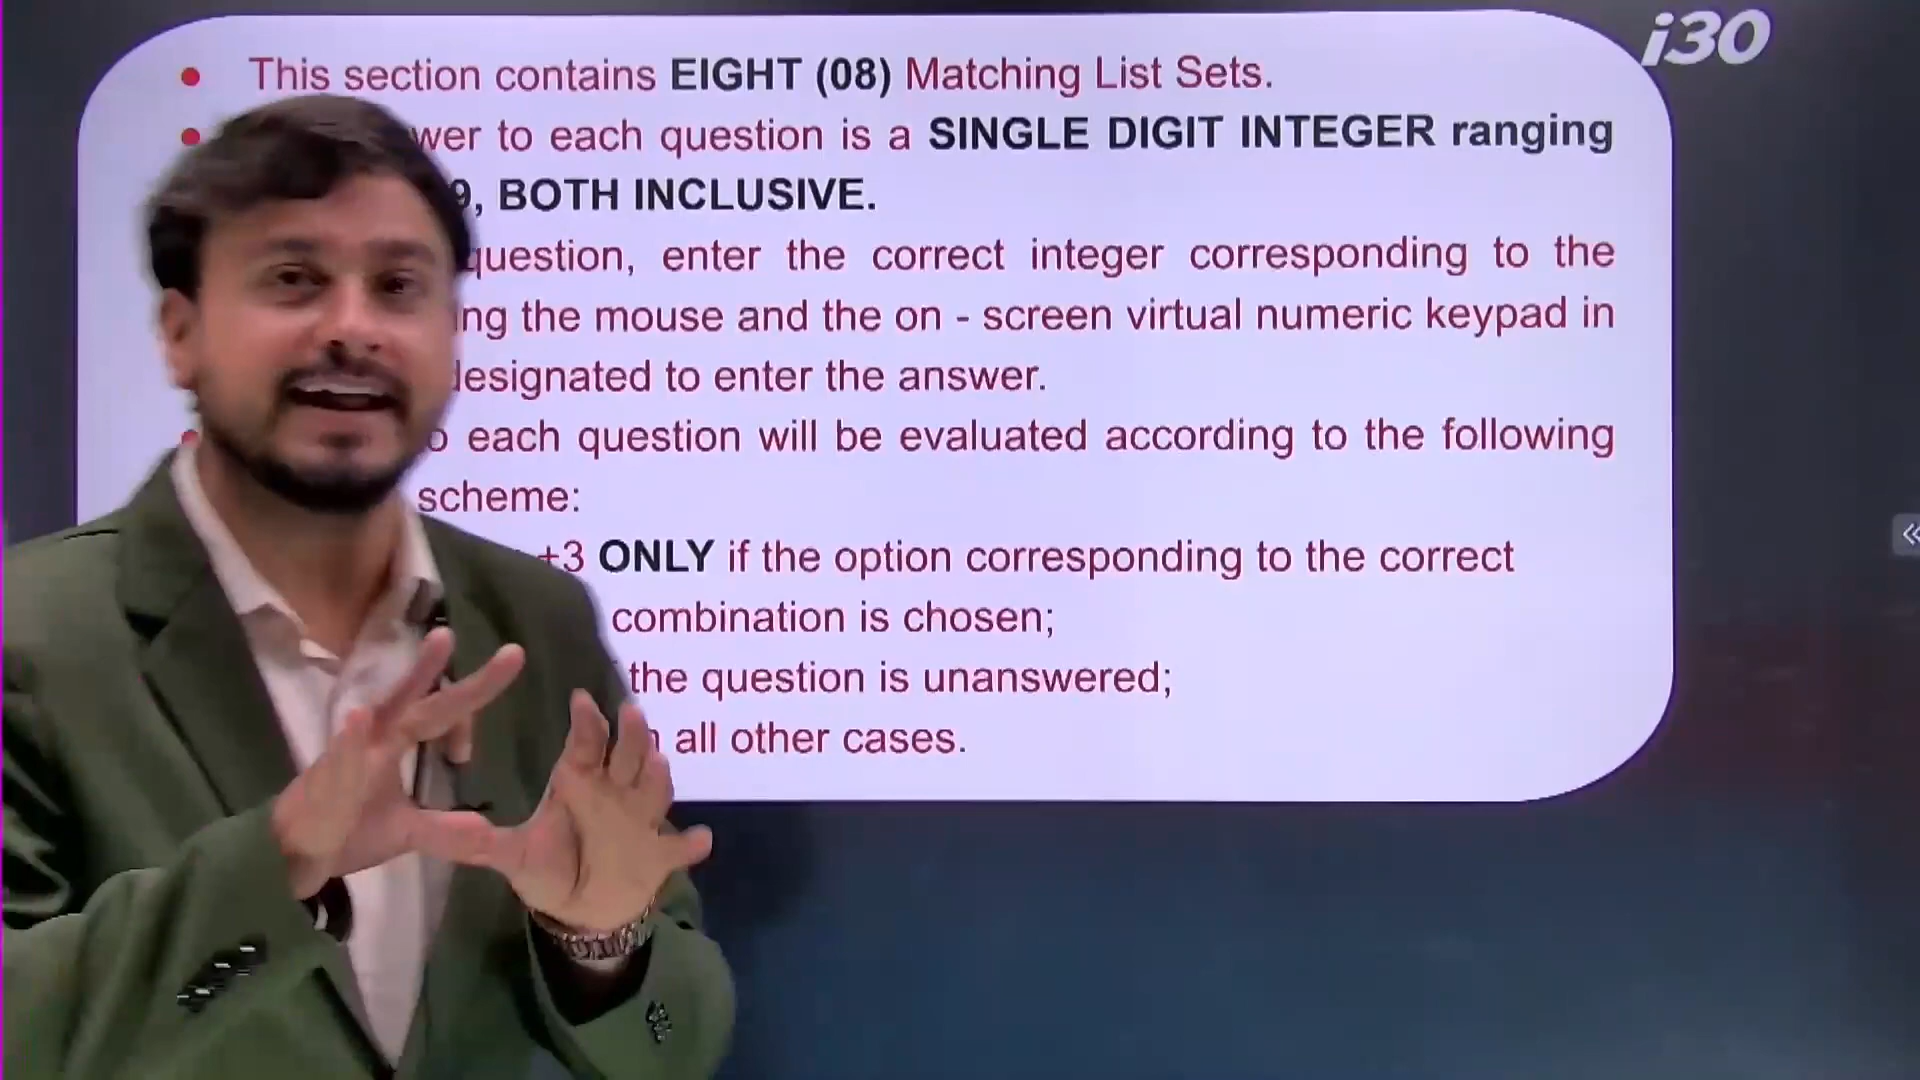 i30
This section contains EIGHT (08) Matching List Sets.
to each question is a SINGLE DIGIT INTEGER ranging
9, BOTH INCLUSIVE.
question, enter the correct integer corresponding to the
the mouse and the on - screen virtual numeric keypad in
designated to enter the answer.
each question will be evaluated according to the following
scheme:
+3 ONLY if the option corresponding to the correct
combination is chosen;
the question is unanswered;
all other cases.
«